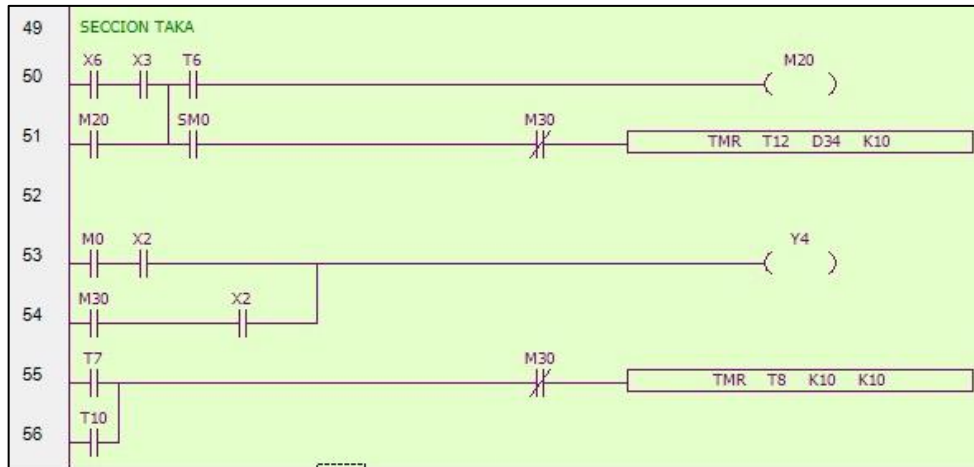 49 SECCION TAKA
X6 X3 T6 M20
50
M20 SM0 M30
51 TMR T12 D34 K10
52
M0 X2 Y4
53
M30 X2
54
T7 M30
55 TMR T8 K10 K10
T10
56